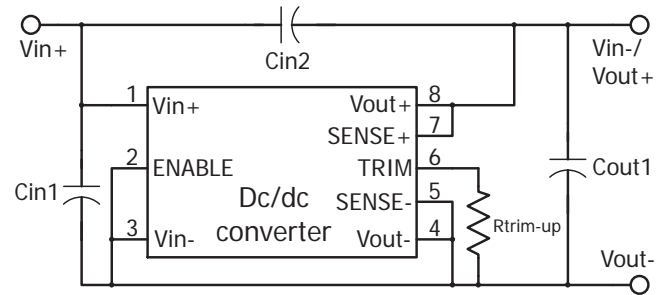 Vin+
Cin2
Vin-/
Vout+
1
Vin+
Vout+
8
SENSE+
7
2
ENABLE
TRIM
6
Cin1
Dc/dc
converter
SENSE-
5
Rtrim-up
Cout1
3
Vin-
Vout-
4
Vout-